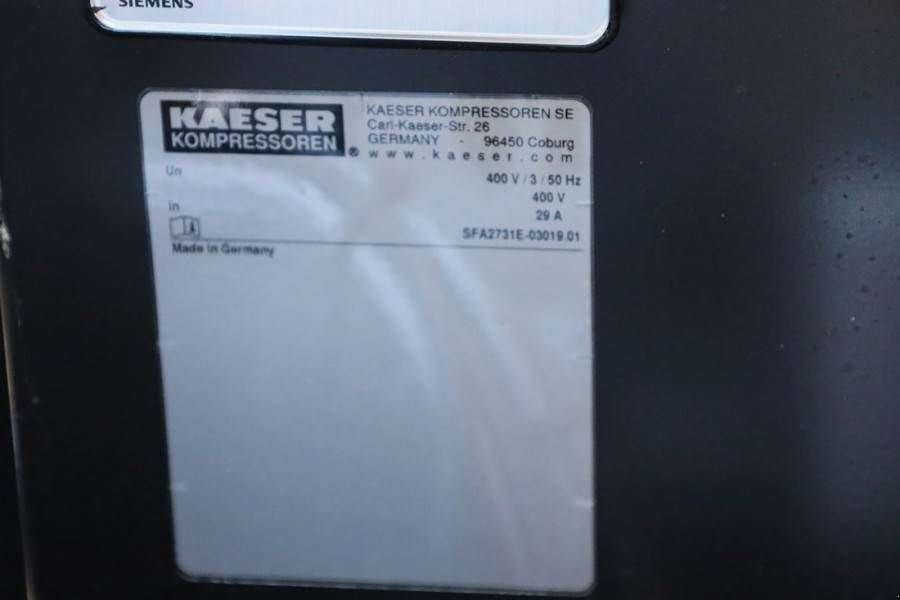 SIEMENS
KAESER
KOMPRESSOREN
®
KAESER KOMPRESSOREN SE
Carl-Kaeser-Str. 26
GERMANY - 96450 Coburg
www.kaeser.com
400 V / 3 / 50 Hz
Un 400 V
In 29 A
SFA2731E-03019.01
Made in Germany